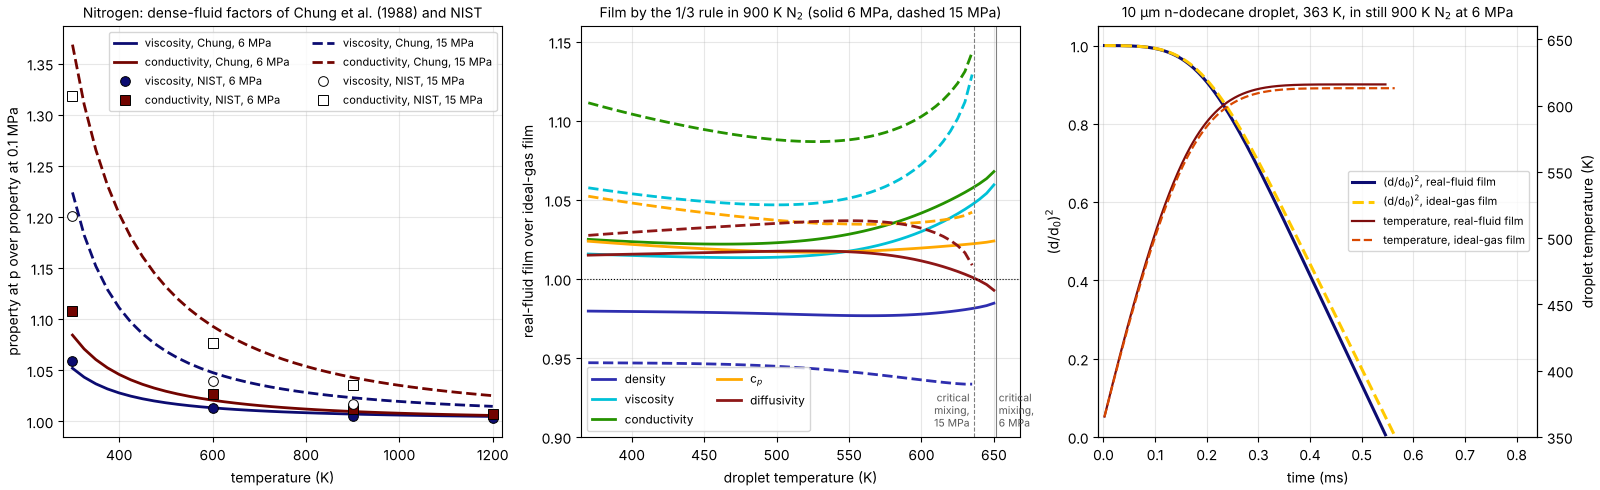 Nitrogen: dense-fluid factors of Chung et al. (1988) and NIST
property at p over property at 0.1 MPa
1.35
1.30
1.25
1.20
1.15
1.10
1.05
1.00
viscosity, Chung, 6 MPa
conductivity, Chung, 6 MPa
viscosity, NIST, 6 MPa
conductivity, NIST, 6 MPa
viscosity, Chung, 15 MPa
conductivity, Chung, 15 MPa
viscosity, NIST, 15 MPa
conductivity, NIST, 15 MPa
400 600 800 1000 1200
temperature (K)
Film by the 1/3 rule in 900 K N₂ (solid 6 MPa, dashed 15 MPa)
real-fluid film over ideal-gas film
1.15
1.10
1.05
1.00
0.95
0.90
density
viscosity
conductivity
cₚ
diffusivity
critical
mixing,
15 MPa
critical
mixing,
6 MPa
400 450 500 550 600 650
droplet temperature (K)
10 µm n-dodecane droplet, 363 K, in still 900 K N₂ at 6 MPa
(d/d₀)²
1.0
0.8
0.6
0.4
0.2
0.0
(d/d₀)², real-fluid film
(d/d₀)², ideal-gas film
temperature, real-fluid film
temperature, ideal-gas film
650
600
550
500
450
400
350
droplet temperature (K)
0.0 0.1 0.2 0.3 0.4 0.5 0.6 0.7 0.8
time (ms)